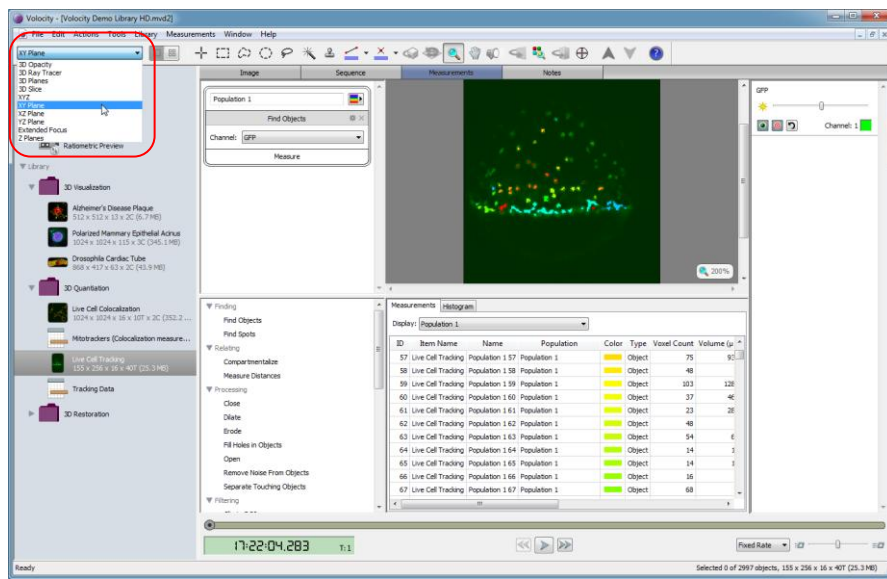 Volocity - [Volocity Demo Library HD.mvd2]
File Edit Actions Tools Library Measurements Window Help
XY Plane
3D Opacity
3D Ray Tracer
3D Planes
3D Slice
XYZ
XY Plane
XZ Plane
YZ Plane
Extended Focus
Z Planes
Ratiometric Preview
Library
3D Visualization
Alzheimer's Disease Plaque
512 x 512 x 13 x 2C (6.7 MB)
Polarized Mammary Epithelial Acinus
1024 x 1024 x 115 x 3C (345.1 MB)
Drosophila Cardiac Tube
868 x 417 x 63 x 2C (43.9 MB)
3D Quantitation
Live Cell Colocalization
1024 x 1024 x 16 x 10T x 2C (352.2 ...
Mitotrackers (Colocalization measure...
Live Cell Tracking
155 x 256 x 16 x 40T (25.3 MB)
Tracking Data
3D Restoration
Image Sequence Measurements Notes
Population 1
Find Objects
Channel: GFP
Measure
200%
GFP
Channel: 1
Finding
Find Objects
Find Spots
Relating
Compartmentalize
Measure Distances
Processing
Close
Dilate
Erode
Fill Holes in Objects
Open
Remove Noise From Objects
Separate Touching Objects
Filtering
Measurements Histogram
Display: Population 1
ID Item Name Name Population Color Type Voxel Count Volume (µ
57 Live Cell Tracking Population 1 57 Population 1 Object 75 93
58 Live Cell Tracking Population 1 58 Population 1 Object 48
59 Live Cell Tracking Population 1 59 Population 1 Object 103 128
60 Live Cell Tracking Population 1 60 Population 1 Object 37 46
61 Live Cell Tracking Population 1 61 Population 1 Object 23 28
62 Live Cell Tracking Population 1 62 Population 1 Object 48
63 Live Cell Tracking Population 1 63 Population 1 Object 54
64 Live Cell Tracking Population 1 64 Population 1 Object 14
65 Live Cell Tracking Population 1 65 Population 1 Object 14
66 Live Cell Tracking Population 1 66 Population 1 Object 16
67 Live Cell Tracking Population 1 67 Population 1 Object 68
17:22:04.283 T: 1
Fixed Rate
Ready
Selected 0 of 2997 objects, 155 x 256 x 16 x 40T (25.3 MB)